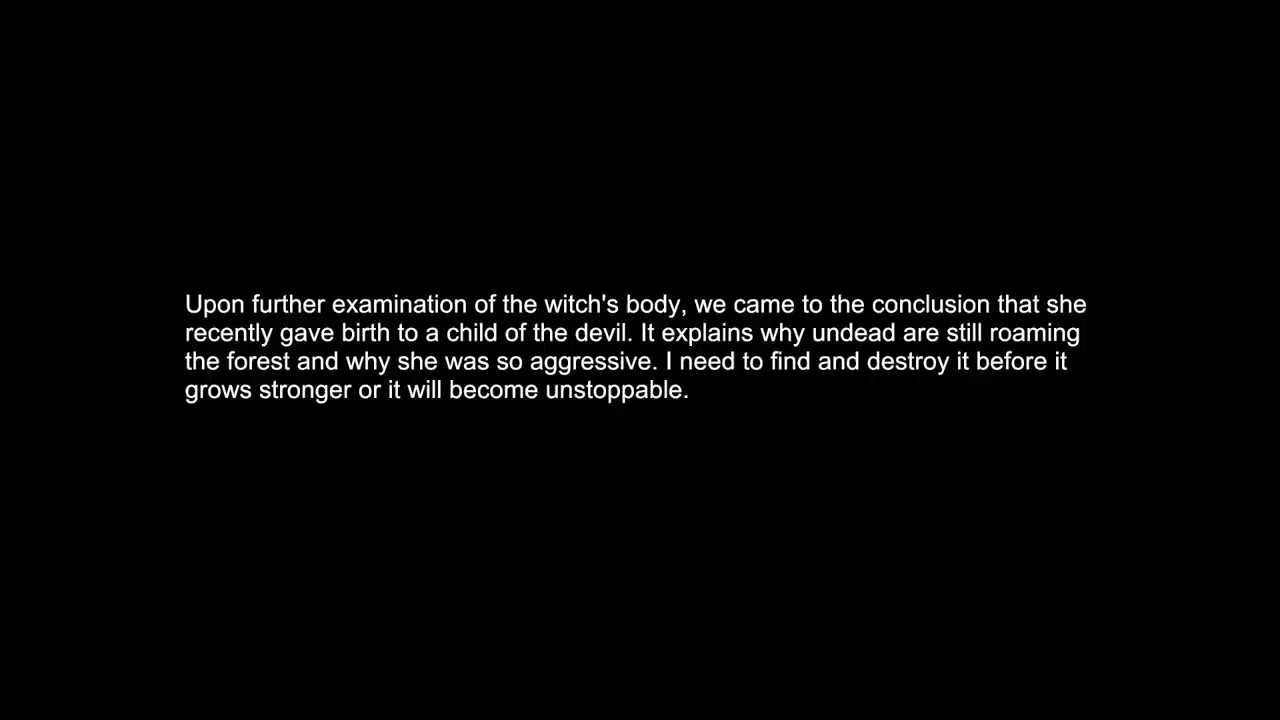 Upon further examination of the witch's body, we came to the conclusion that she
recently gave birth to a child of the devil. It explains why undead are still roaming
the forest and why she was so aggressive. I need to find and destroy it before it
grows stronger or it will become unstoppable.